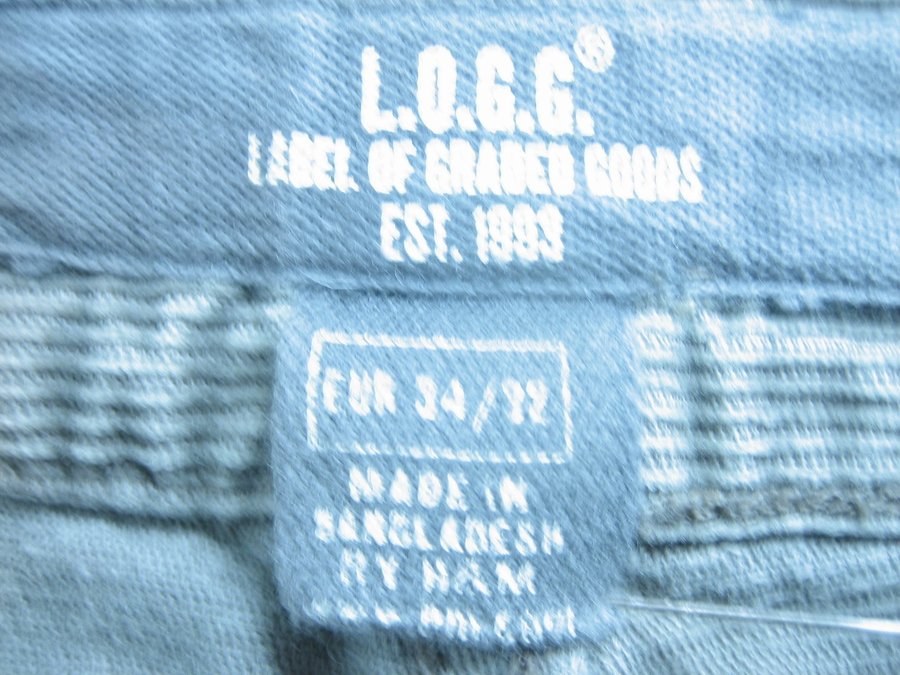 L.O.G.G.®
LABEL OF GRADED GOODS
EST. 1993
EUR 34/32
MADE IN
BANGLADESH
BY H&M